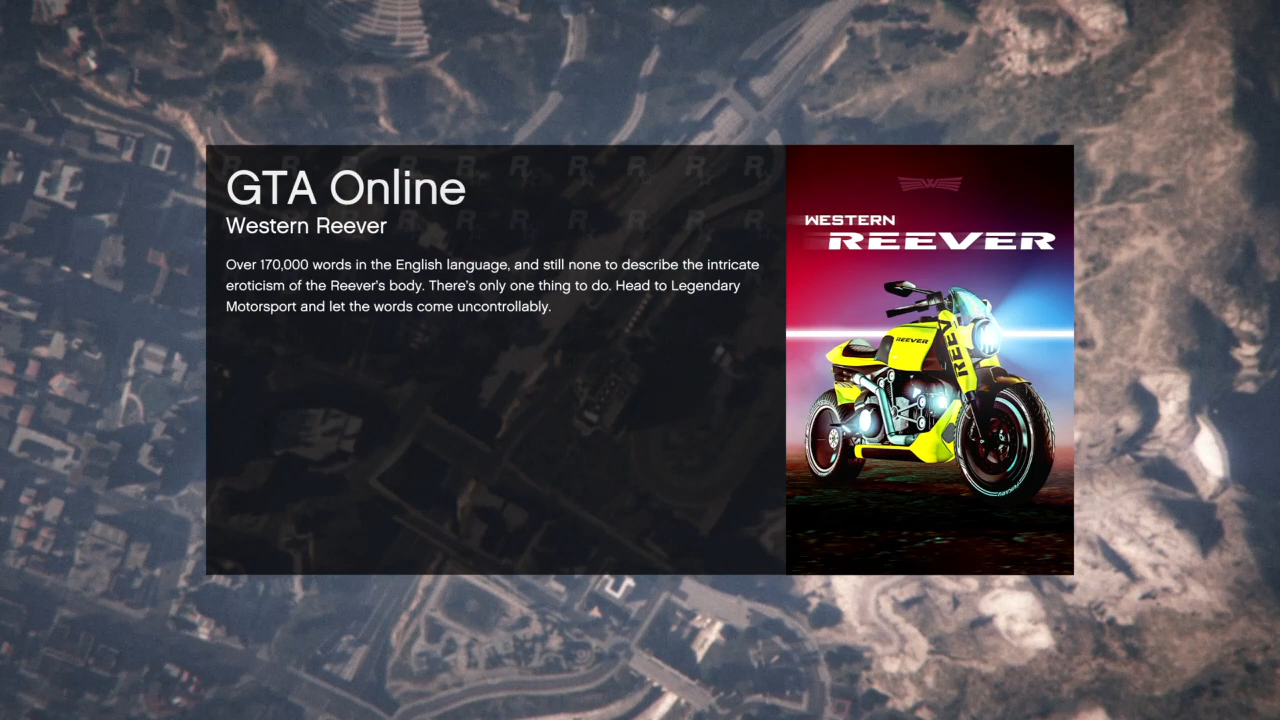 GTA Online
Western Reever
Over 170,000 words in the English language, and still none to describe the intricate
eroticism of the Reever's body. There's only one thing to do. Head to Legendary
Motorsport and let the words come uncontrollably.
WESTERN
REEVER
REEVER
REE